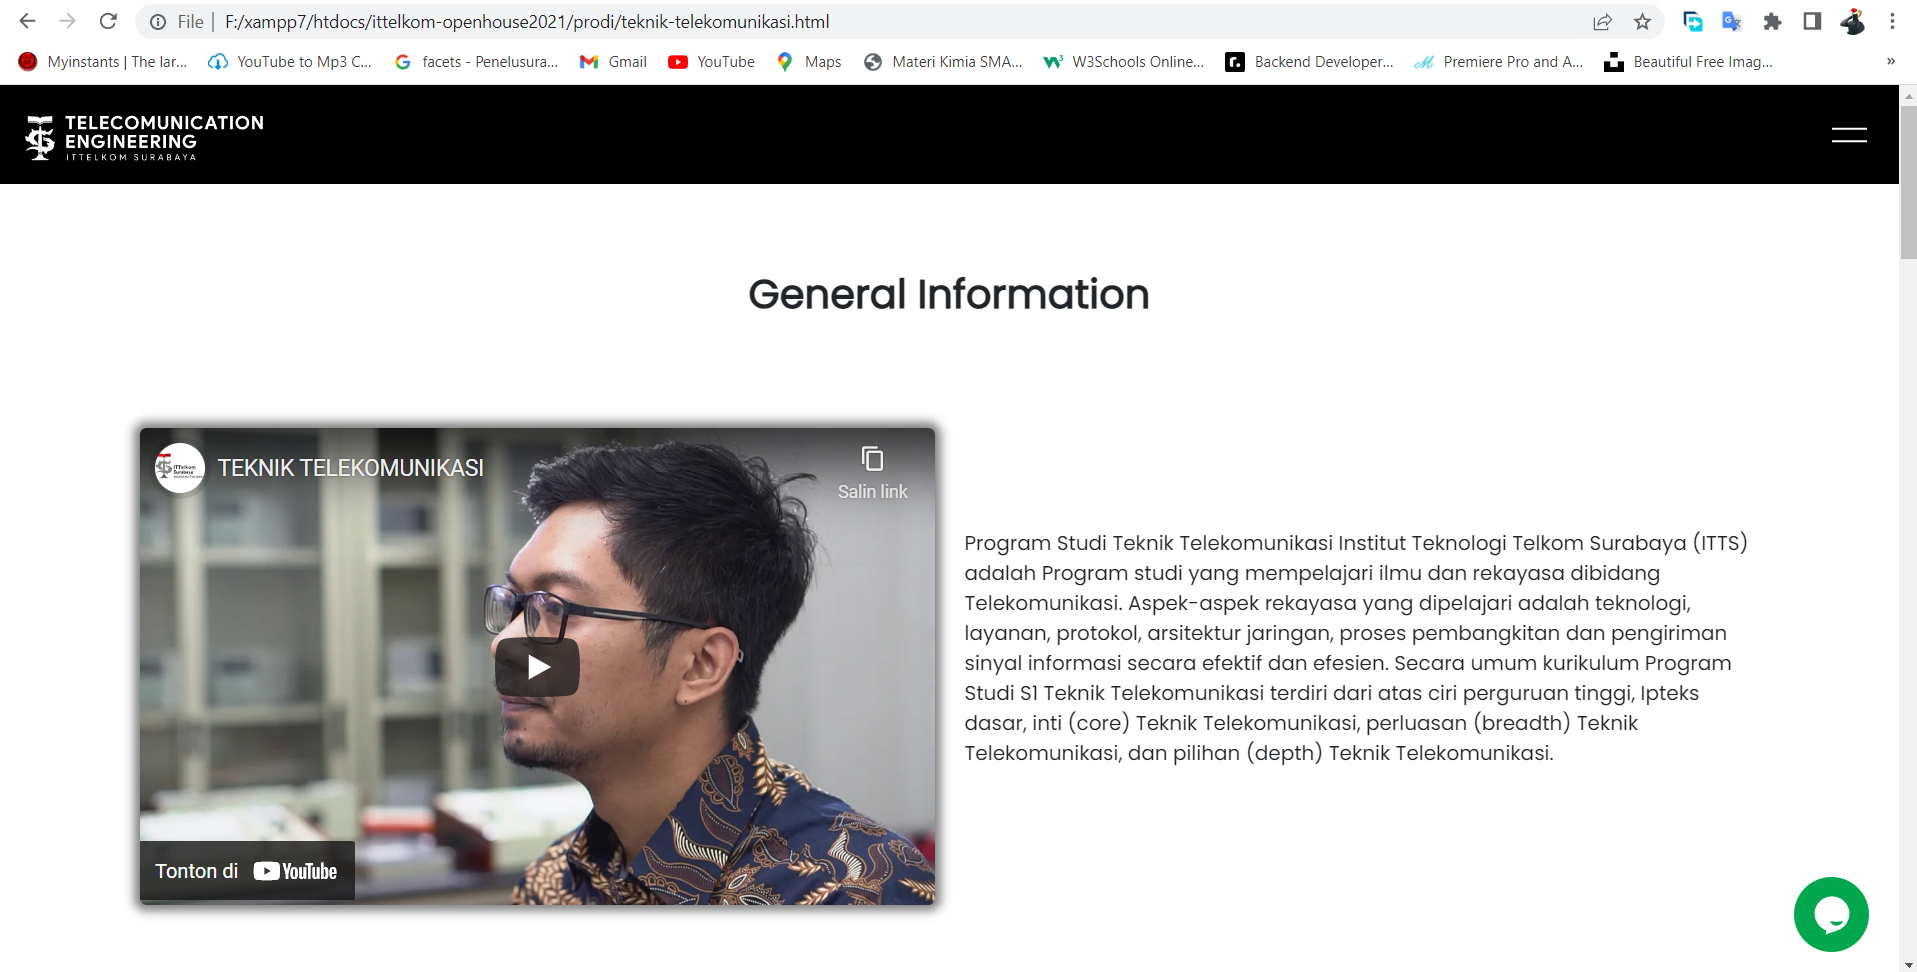 File | F:/xampp7/htdocs/ittelkom-openhouse2021/prodi/teknik-telekomunikasi.html
Myinstants | The lar... YouTube to Mp3 C... facets - Penelusura... Gmail YouTube Maps Materi Kimia SMA... W3Schools Online... Backend Developer... Premiere Pro and A... Beautiful Free Imag... »
TELECOMUNICATION
ENGINEERING
ITTELKOM SURABAYA
General Information
TEKNIK TELEKOMUNIKASI
Salin link
Tonton di YouTube
Program Studi Teknik Telekomunikasi Institut Teknologi Telkom Surabaya (ITTS)
adalah Program studi yang mempelajari ilmu dan rekayasa dibidang
Telekomunikasi. Aspek-aspek rekayasa yang dipelajari adalah teknologi,
layanan, protokol, arsitektur jaringan, proses pembangkitan dan pengiriman
sinyal informasi secara efektif dan efesien. Secara umum kurikulum Program
Studi S1 Teknik Telekomunikasi terdiri dari atas ciri perguruan tinggi, Ipteks
dasar, inti (core) Teknik Telekomunikasi, perluasan (breadth) Teknik
Telekomunikasi, dan pilihan (depth) Teknik Telekomunikasi.